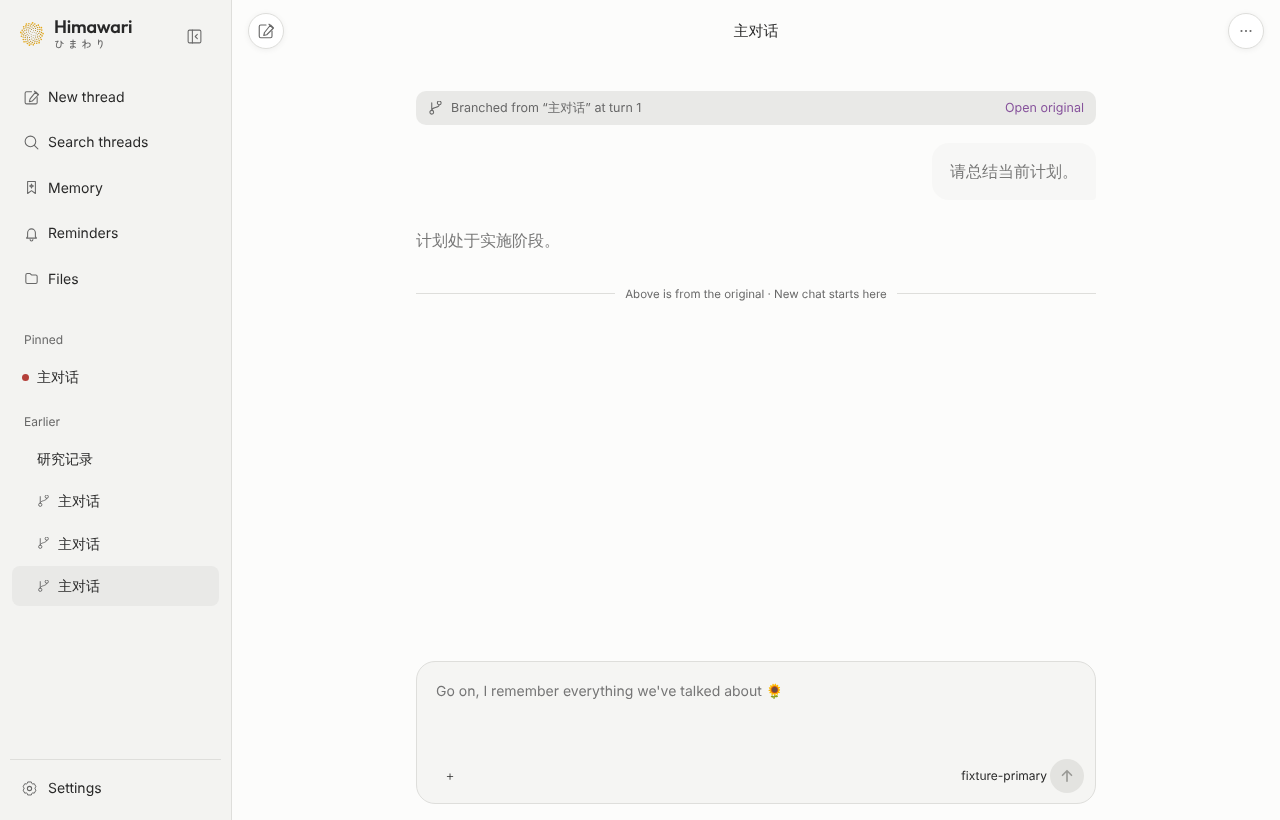 Himawari
ひまわり
New thread
Search threads
Memory
Reminders
Files
Pinned
主对话
Earlier
研究记录
主对话
主对话
主对话
Settings
主对话
Branched from “主对话” at turn 1
Open original
请总结当前计划。
计划处于实施阶段。
Above is from the original · New chat starts here
Go on, I remember everything we've talked about 🌻
+
fixture-primary